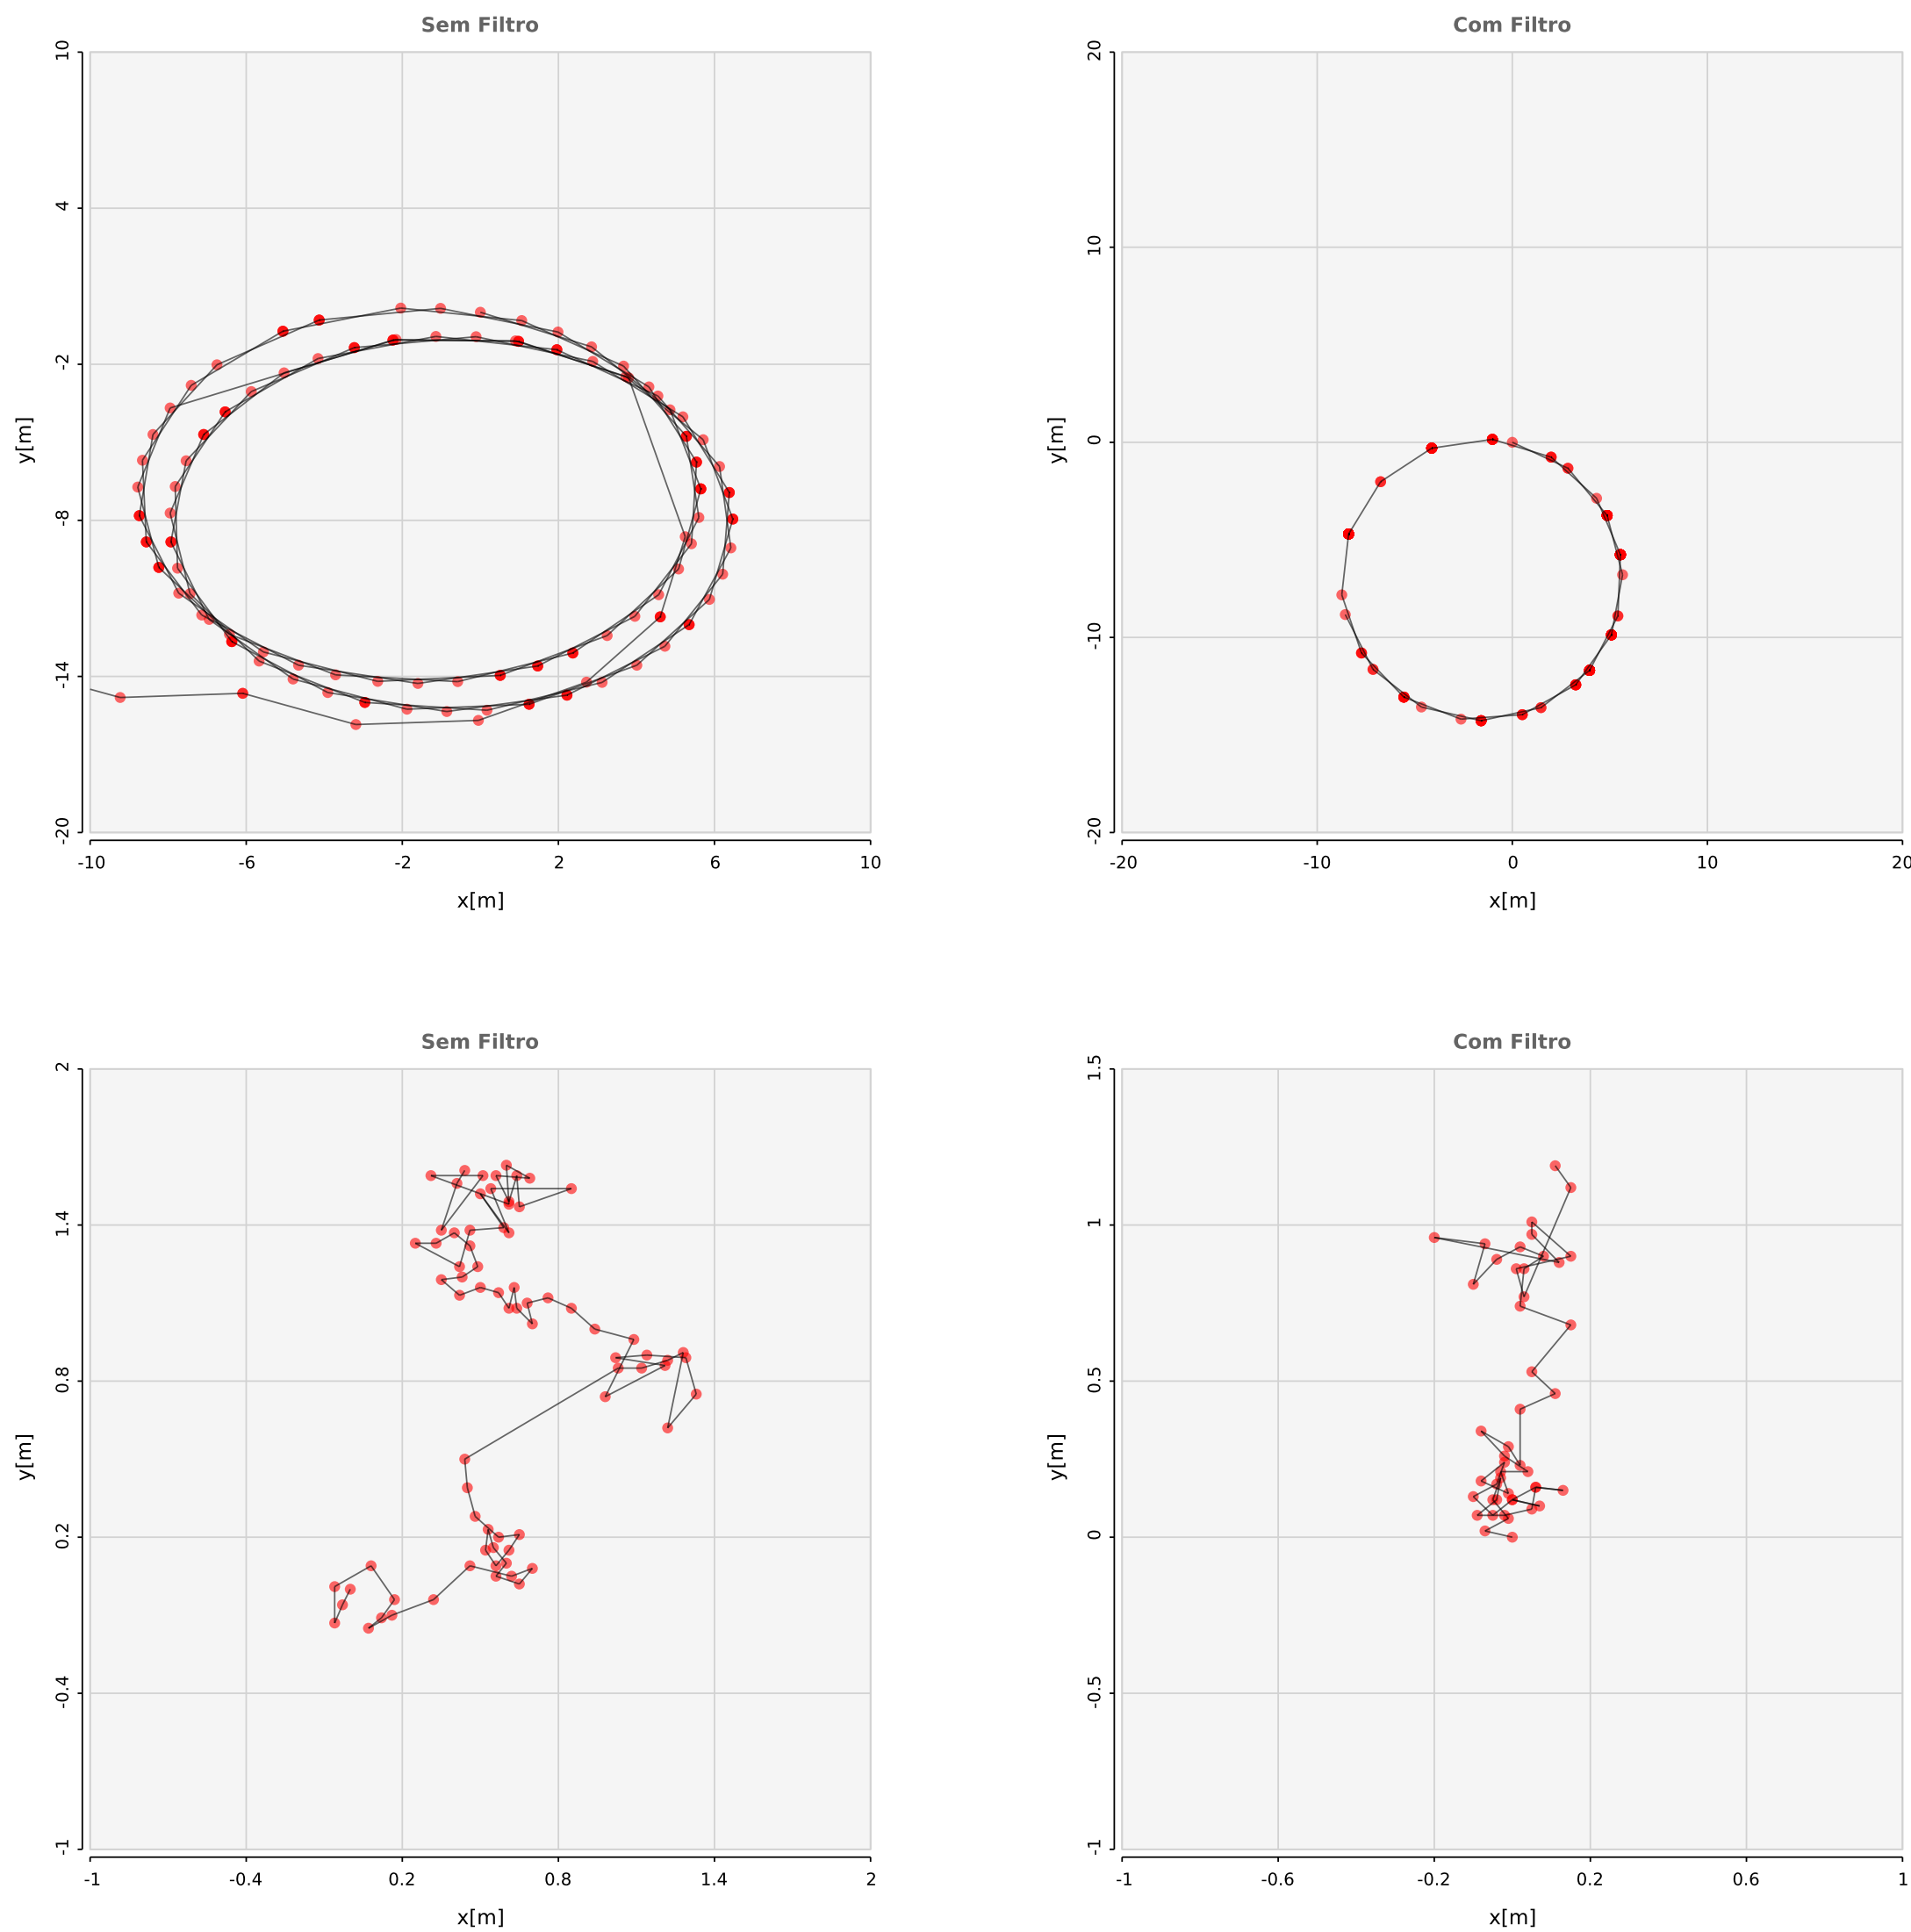 Sem Filtro
10
4
-2
-8
-14
-20
y[m]
-10 -6 -2 2 6 10
x[m]
Com Filtro
20
10
0
-10
-20
y[m]
-20 -10 0 10 20
x[m]
Sem Filtro
2
1.4
0.8
0.2
-0.4
-1
y[m]
-1 -0.4 0.2 0.8 1.4 2
x[m]
Com Filtro
1.5
1
0.5
0
-0.5
-1
y[m]
-1 -0.6 -0.2 0.2 0.6 1
x[m]